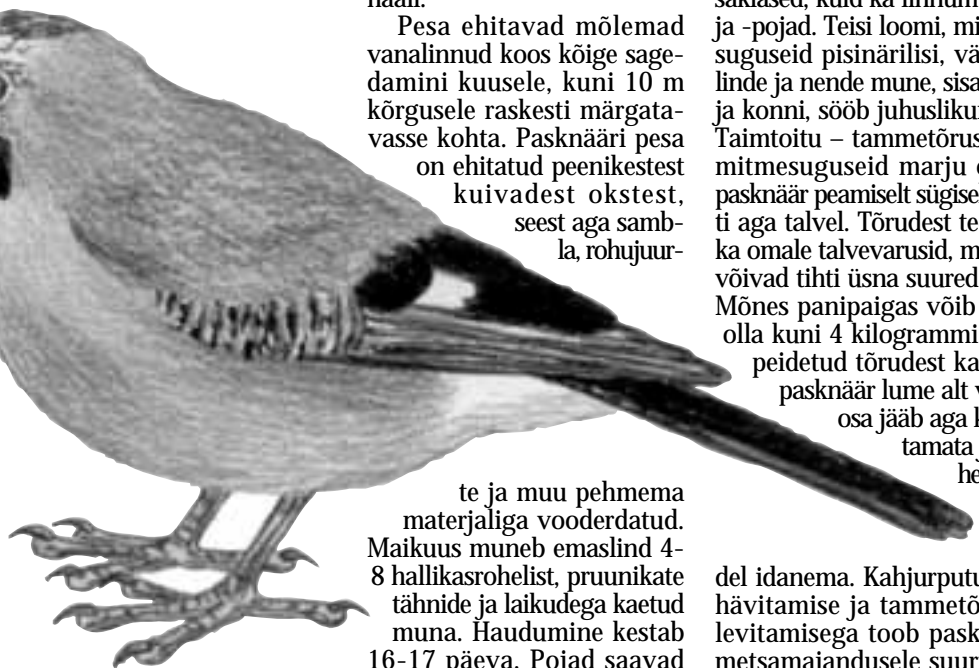 Pesa ehitavad mõlemad
vanalinnud koos kõige sage-
damini kuusele, kuni 10 m
kõrgusele raskesti märgata-
vasse kohta. Pasknääri pesa
on ehitatud peenikestest
kuivadest okstest,
seest aga samb-
la, rohujuur-
te ja muu pehmema
materjaliga vooderdatud.
Maikuus muneb emaslind 4-
8 hallikasrohelist, pruunikate
tähnide ja laikudega kaetud
muna. Haudumine kestab
16-17 päeva. Pojad saavad
säklased, kuid ka linnum
ja -pojad. Teisi loomi, mi
suguseid pisinärilisi, vä
linde ja nende mune, sisa
ja konni, sööb juhusliku
Taimtoitu – tammetõrus
mitmesuguseid marju
pasknäär peamiselt sügise
ti aga talvel. Tõrudest te
ka omale talvevarusid, m
võivad tihti üsna suured
Mõnes panipaigas võib
olla kuni 4 kilogrammi
peidetud tõrudest ka
pasknäär lume alt v
osa jääb aga k
tamata j
he
del idanema. Kahjurputu
hävitamise ja tammetõ
levitamisega toob pask
metsamajandusele suur